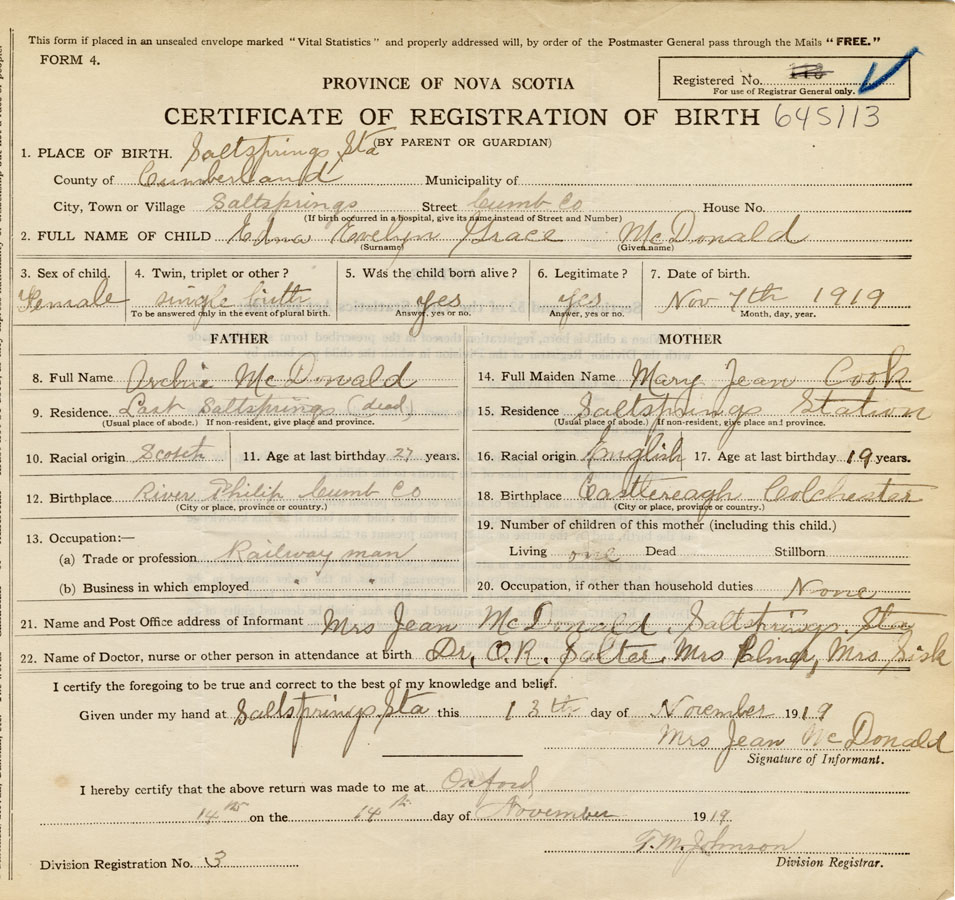 This form if placed in an unsealed envelope marked "Vital Statistics" and properly addressed will, by order of the Postmaster General pass through the Mails "FREE."
FORM 4.
Registered No.
For use of Registrar General only.
PROVINCE OF NOVA SCOTIA
CERTIFICATE OF REGISTRATION OF BIRTH 645/13
(BY PARENT OR GUARDIAN)
1. PLACE OF BIRTH. Saltsprings Sta
County of Cumberland Municipality of
City, Town or Village Saltsprings Street Cumb Co House No.
(If birth occurred in a hospital, give its name instead of Street and Number)
2. FULL NAME OF CHILD Edna Evelyn Grace McDonald
(Surname) (Given name)
3. Sex of child. 4. Twin, triplet or other? 5. Was the child born alive? 6. Legitimate? 7. Date of birth.
Female single birth yes yes Nov 7th 1919
To be answered only in the event of plural birth. Answer, yes or no. Answer, yes or no. Month, day, year.
FATHER MOTHER
8. Full Name Archie McDonald 14. Full Maiden Name Mary Jean Cook
9. Residence. Last Saltsprings (dead) 15. Residence Saltsprings Station
(Usual place of abode.) If non-resident, give place and province. (Usual place of abode.) If non-resident, give place and province.
10. Racial origin Scotch 11. Age at last birthday 27 years. 16. Racial origin English 17. Age at last birthday 19 years.
12. Birthplace River Philip Cumb Co 18. Birthplace Castlereagh Colchester
(City or place, province or country.) (City or place, province or country.)
13. Occupation:— 19. Number of children of this mother (including this child.)
(a) Trade or profession Railway man Living one Dead Stillborn
(b) Business in which employed " " 20. Occupation, if other than household duties None
21. Name and Post Office address of Informant Mrs Jean McDonald, Saltsprings, Sta
22. Name of Doctor, nurse or other person in attendance at birth Dr, O.R. Salter, Mrs Palmer, Mrs Sisk
I certify the foregoing to be true and correct to the best of my knowledge and belief.
Given under my hand at Saltsprings Sta this 13th day of November 1919
Mrs Jean McDonald
Signature of Informant.
I hereby certify that the above return was made to me at Oxford
14th on the 14th day of November 1919.
T.M. Johnson
Division Registration No. 3 Division Registrar.